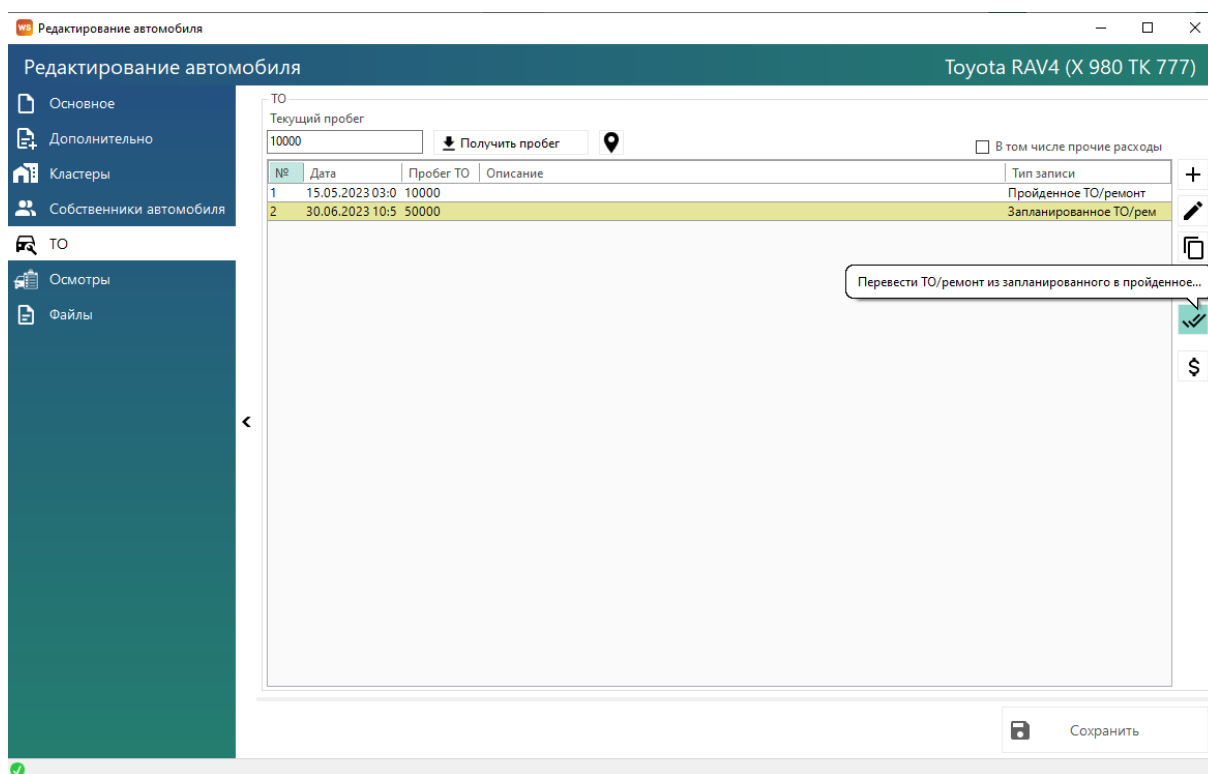 WS Редактирование автомобиля
Редактирование автомобиля Toyota RAV4 (X 980 TK 777)
Основное
Дополнительно
Кластеры
Собственники автомобиля
ТО
Осмотры
Файлы
ТО
Текущий пробег
10000 Получить пробег
В том числе прочие расходы
№ Дата Пробег ТО Описание Тип записи
1 15.05.2023 03:0 10000 Пройденное ТО/ремонт
2 30.06.2023 10:5 50000 Запланированное ТО/рем
Перевести ТО/ремонт из запланированного в пройденное...
Сохранить